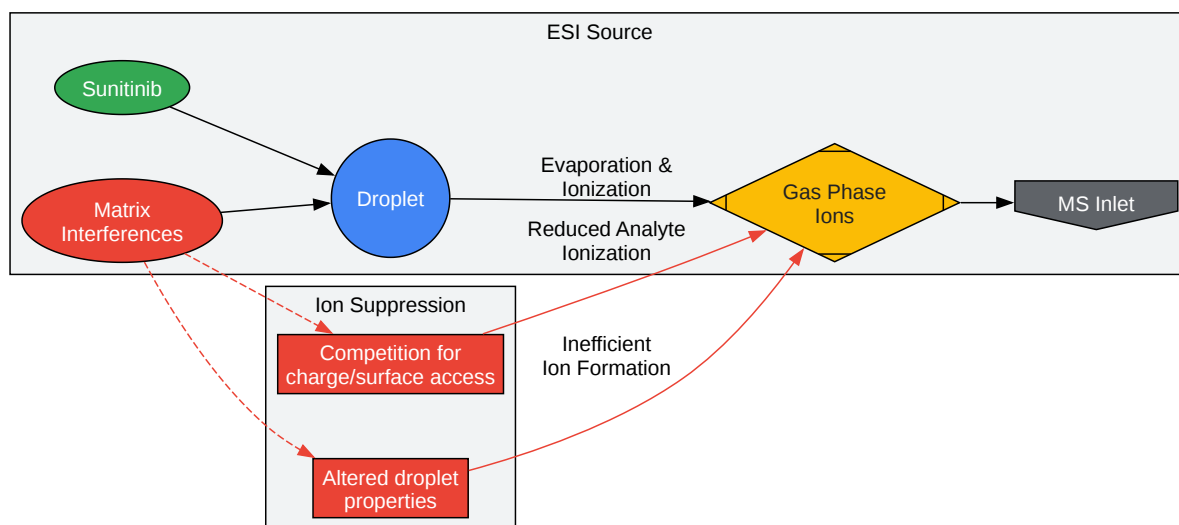 ESI Source
Sunitinib
Matrix
Interferences
Droplet
Evaporation &
Ionization
Reduced Analyte
Ionization
Gas Phase
Ions
MS Inlet
Ion Suppression
Competition for
charge/surface access
Inefficient
Ion Formation
Altered droplet
properties